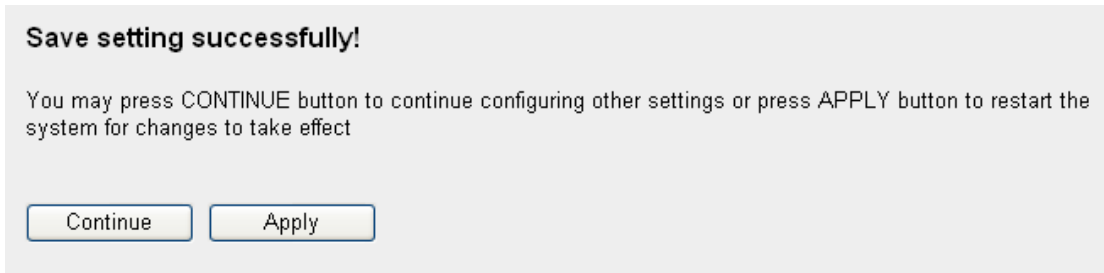 Save setting successfully!
You may press CONTINUE button to continue configuring other settings or press APPLY button to restart the
system for changes to take effect
Continue
Apply